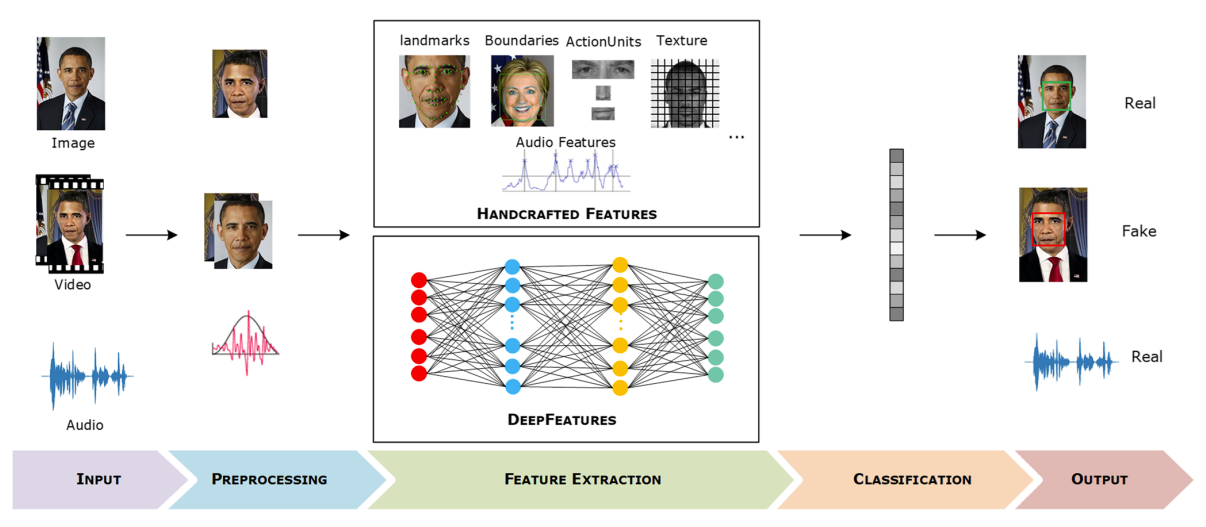 landmarks
Boundaries
ActionUnits
Texture
Image
...
Audio Features
HANDCRAFTED FEATURES
Video
Audio
DEEPFEATURES
Real
Fake
Real
INPUT
PREPROCESSING
FEATURE EXTRACTION
CLASSIFICATION
OUTPUT